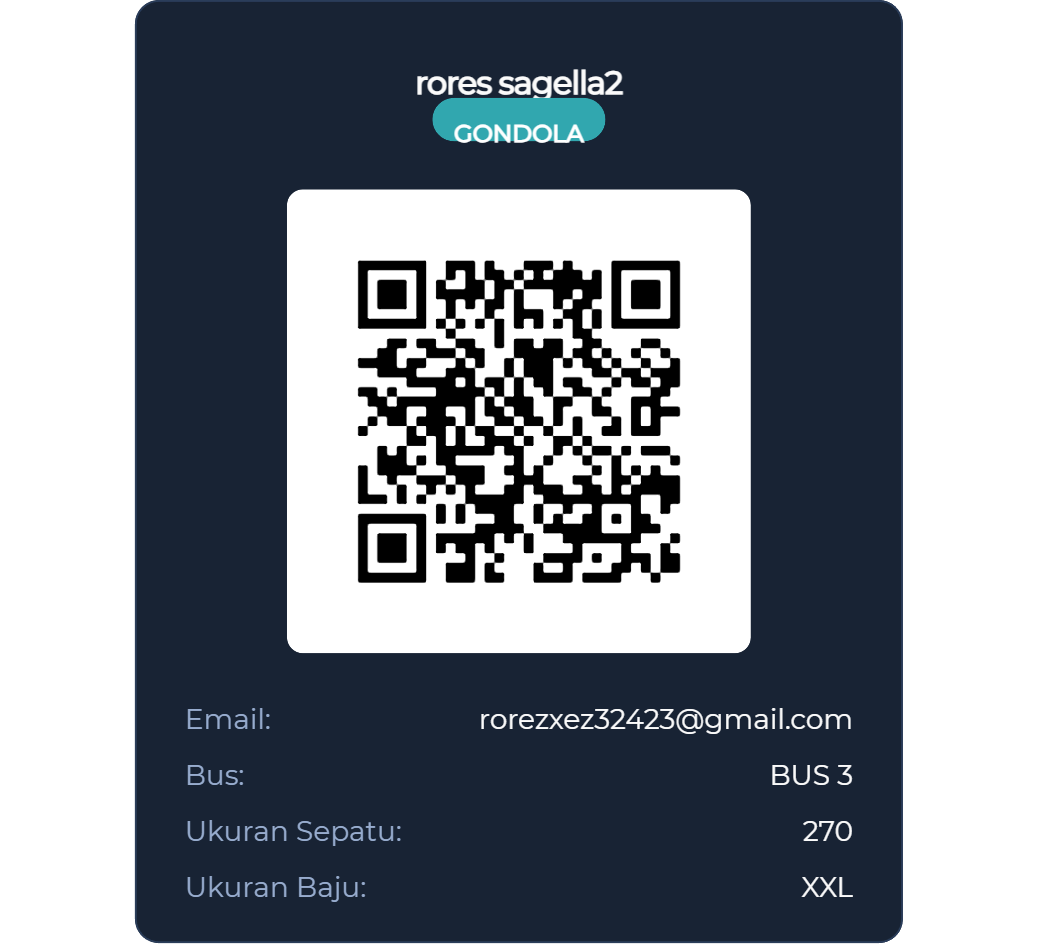 rores sagella2
GONDOLA
Email: rorezxez32423@gmail.com
Bus: BUS 3
Ukuran Sepatu: 270
Ukuran Baju: XXL